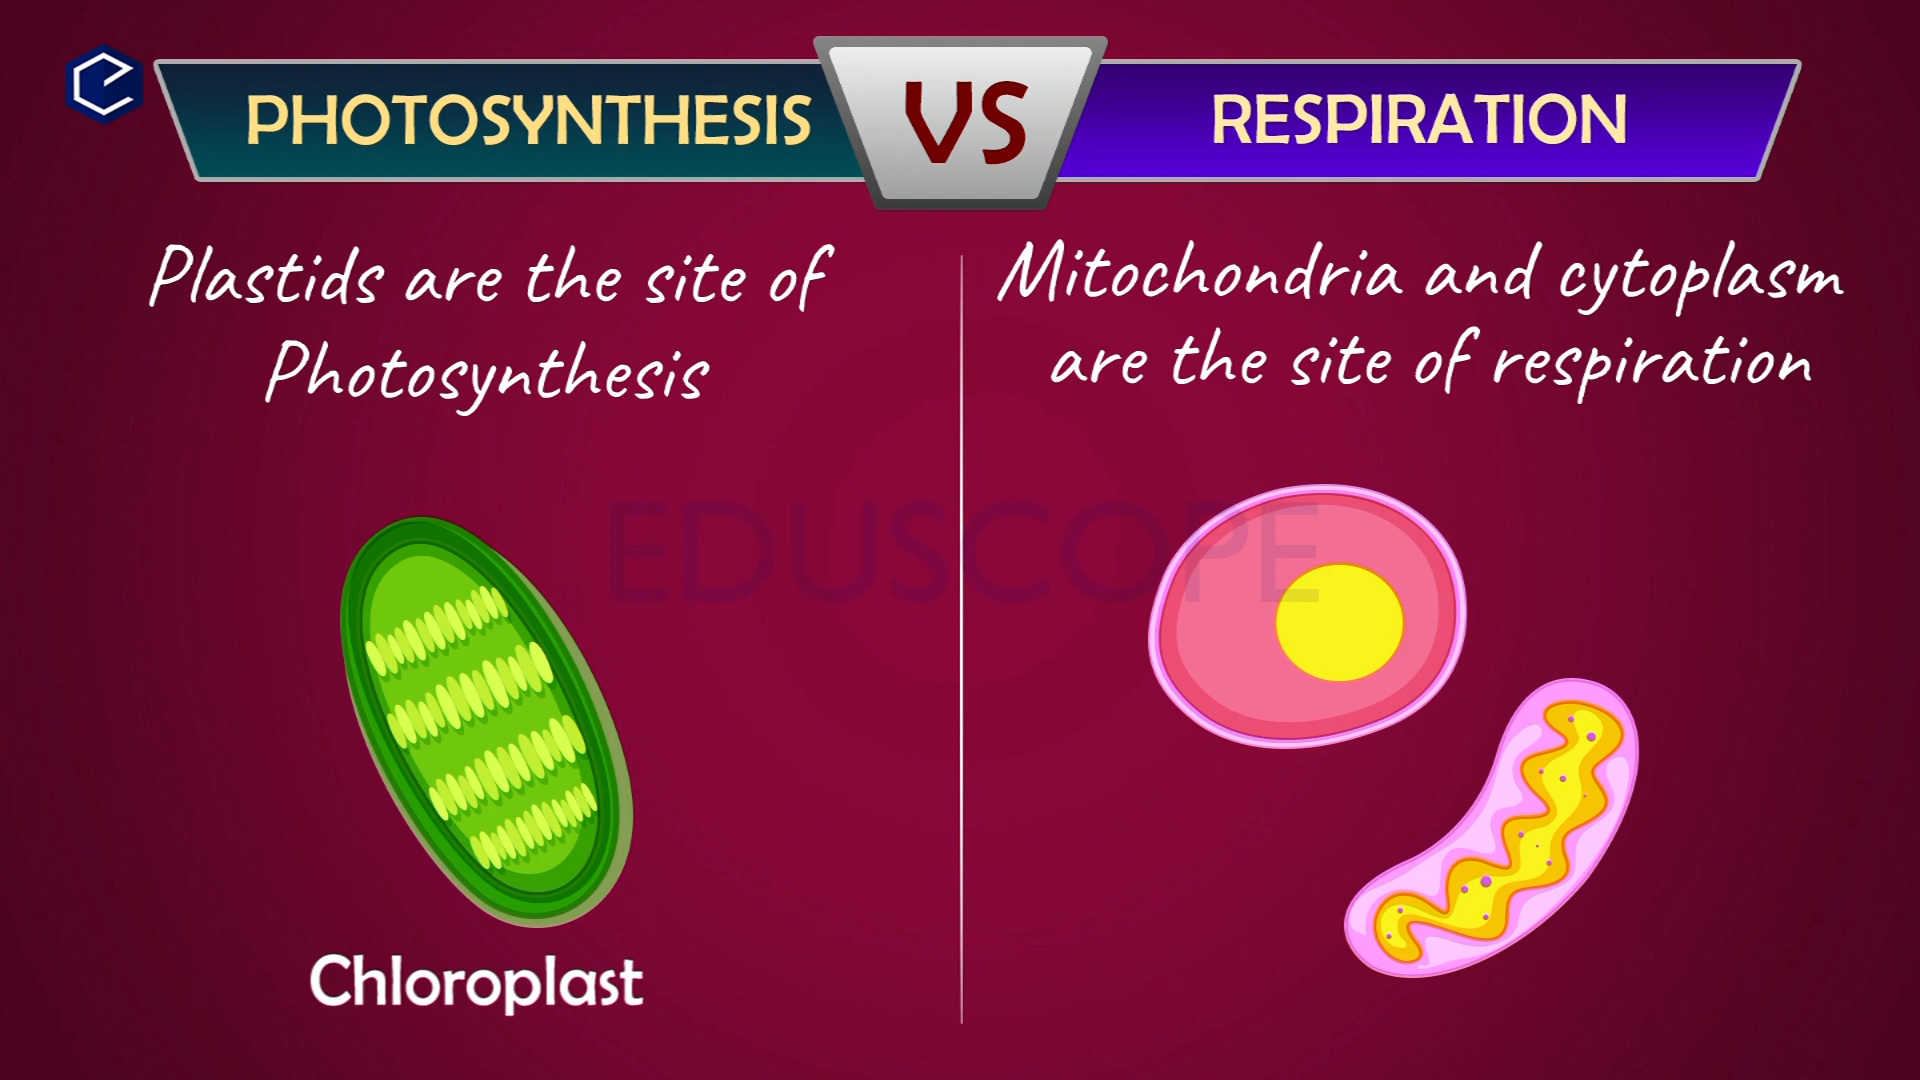 PHOTOSYNTHESIS VS RESPIRATION
Plastids are the site of
Photosynthesis
Mitochondria and cytoplasm
are the site of respiration
EDUSCOPE
Chloroplast